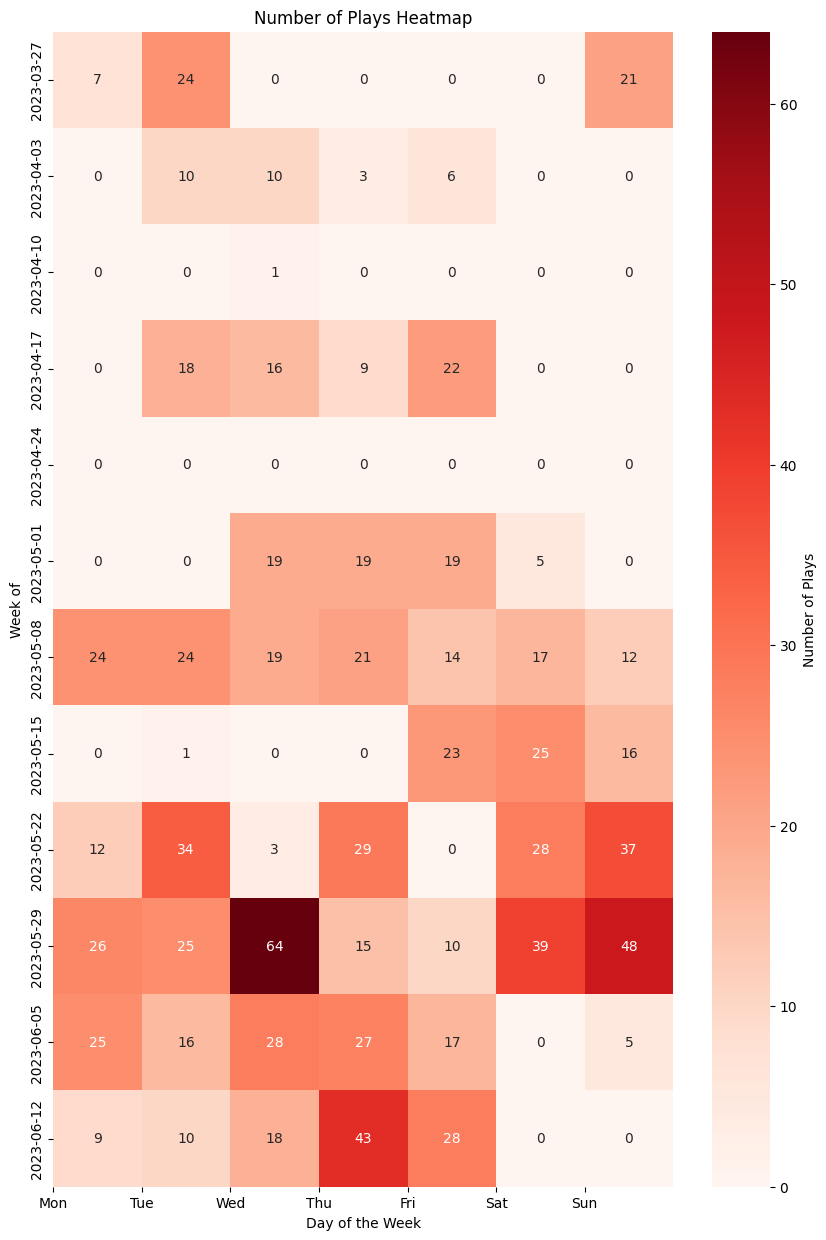 Number of Plays Heatmap
2023-03-27 7 24 0 0 0 0 21
2023-04-03 0 10 10 3 6 0 0
2023-04-10 0 0 1 0 0 0 0
2023-04-17 0 18 16 9 22 0 0
2023-04-24 0 0 0 0 0 0 0
2023-05-01 0 0 19 19 19 5 0
2023-05-08 24 24 19 21 14 17 12
2023-05-15 0 1 0 0 23 25 16
2023-05-22 12 34 3 29 0 28 37
2023-05-29 26 25 64 15 10 39 48
2023-06-05 25 16 28 27 17 0 5
2023-06-12 9 10 18 43 28 0 0
Mon Tue Wed Thu Fri Sat Sun
Day of the Week
Week of
60
50
40
30
20
10
0
Number of Plays